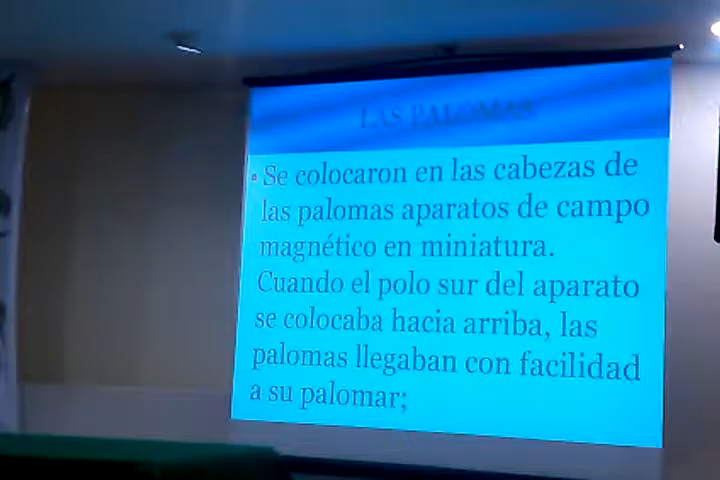 LAS PALOMAS
• Se colocaron en las cabezas de
las palomas aparatos de campo
magnético en miniatura.
Cuando el polo sur del aparato
se colocaba hacia arriba, las
palomas llegaban con facilidad
a su palomar;